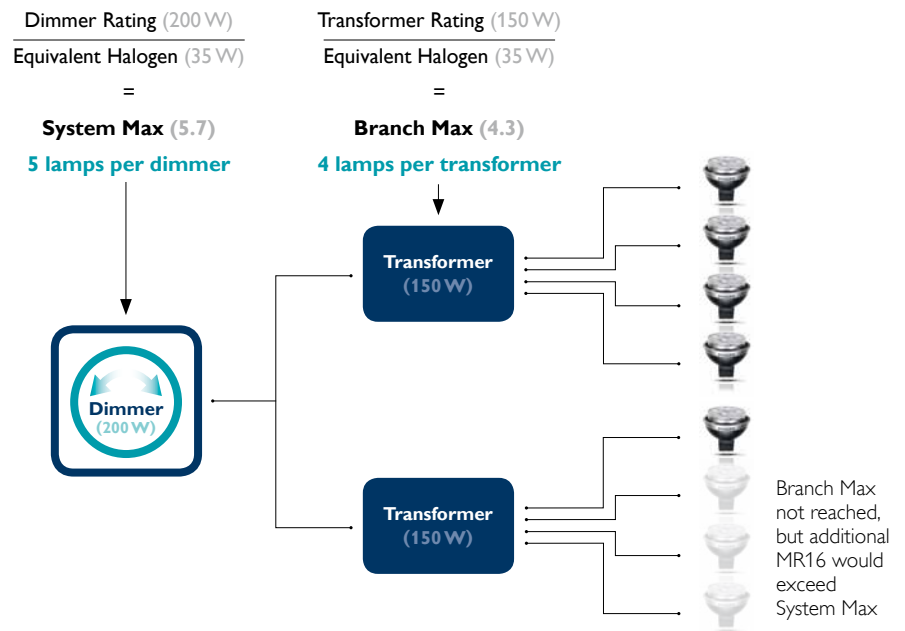 Dimmer Rating (200 W)
Equivalent Halogen (35 W)
=
System Max (5.7)
5 lamps per dimmer
Transformer Rating (150 W)
Equivalent Halogen (35 W)
=
Branch Max (4.3)
4 lamps per transformer
Transformer
(150 W)
Dimmer
(200 W)
Transformer
(150 W)
Branch Max
not reached,
but additional
MR16 would
exceed
System Max